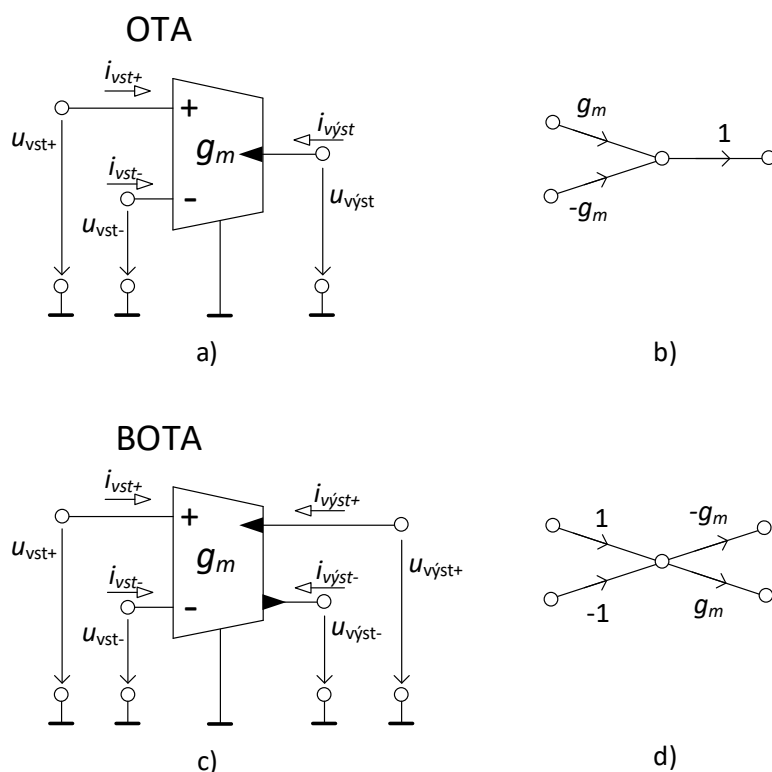 OTA
i_vst+
+
u_vst+
g_m
i_výst
i_vst-
-
u_vst-
u_výst
a)
g_m
1
-g_m
b)
BOTA
i_vst+
+
i_výst+
u_vst+
g_m
i_vst-
i_výst-
-
u_vst-
u_výst-
u_výst+
c)
1
-g_m
-1
g_m
d)